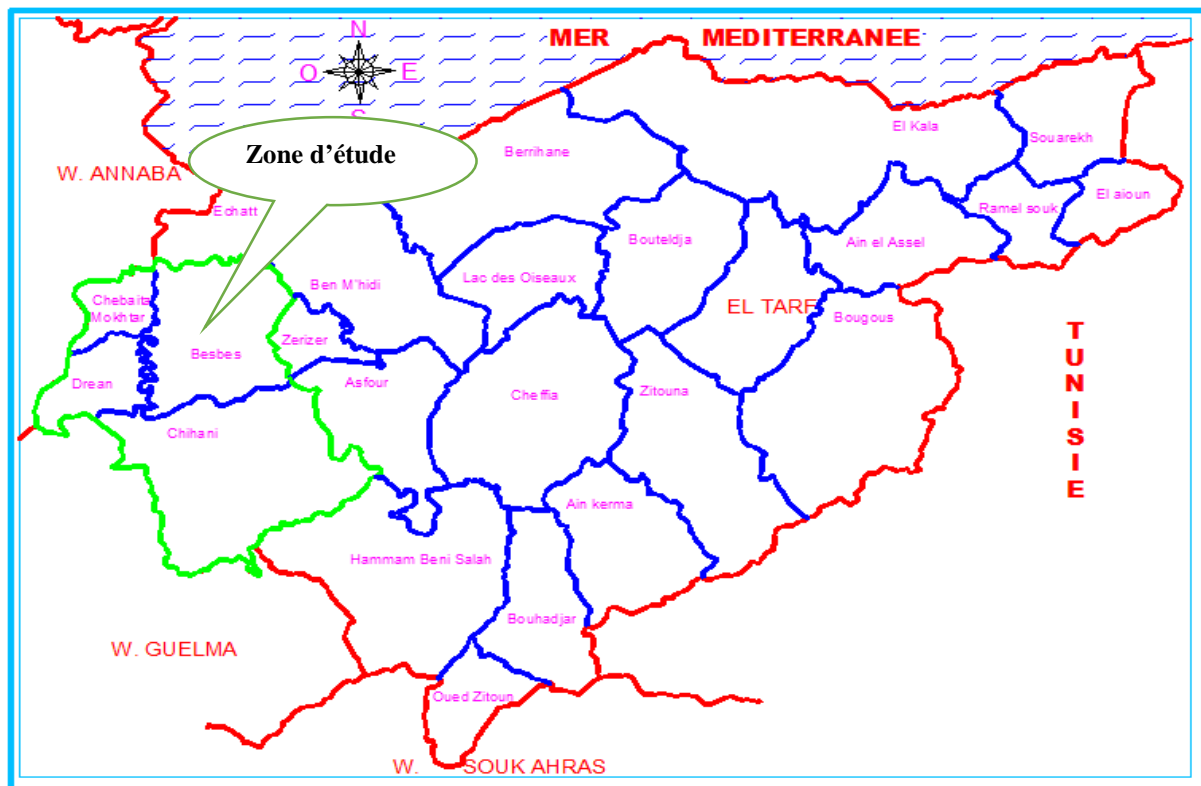 N
MER MEDITERRANEE
O E
S
El Kala
Souarekh
Zone d’étude
Berrihane
W. ANNABA
El aioun
Echatt
Ramel souk
Bouteldja
Ain el Assel
Lac des Oiseaux
Ben M'hidi
Chebaita
Mokhtar
EL TARF
Bougous
Zerizer
Besbes
TUNISIE
Drean
Asfour
Cheffia
Zitouna
Chihani
Ain kerma
Hammam Beni Salah
Bouhadjar
W. GUELMA
Oued Zitoun
W. SOUK AHRAS